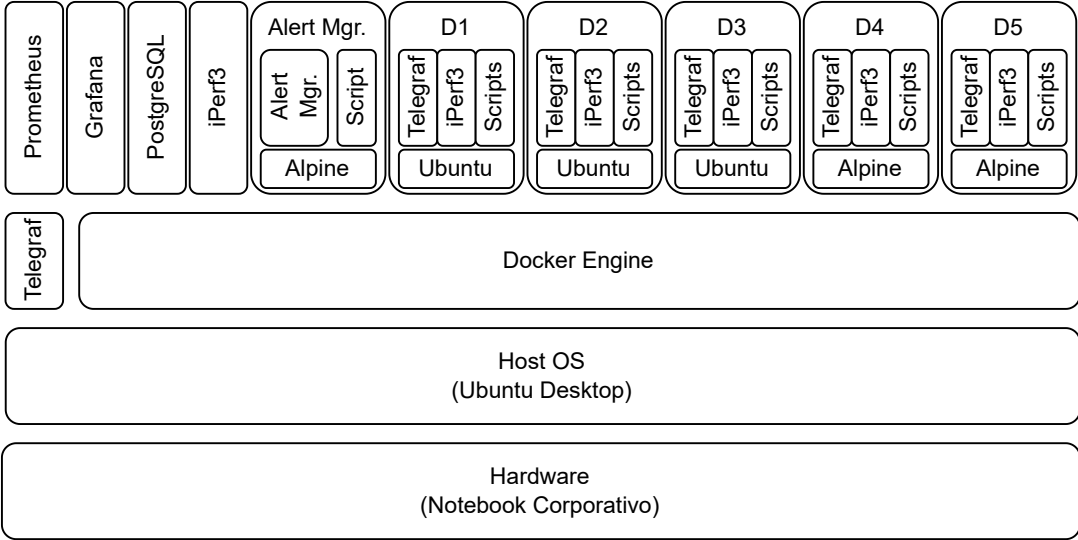 Prometheus
Grafana
PostgreSQL
iPerf3
Alert Mgr.
Alert
Mgr.
Script
Alpine
D1
Telegraf
iPerf3
Scripts
Ubuntu
D2
Telegraf
iPerf3
Scripts
Ubuntu
D3
Telegraf
iPerf3
Scripts
Ubuntu
D4
Telegraf
iPerf3
Scripts
Alpine
D5
Telegraf
iPerf3
Scripts
Alpine
Telegraf
Docker Engine
Host OS
(Ubuntu Desktop)
Hardware
(Notebook Corporativo)